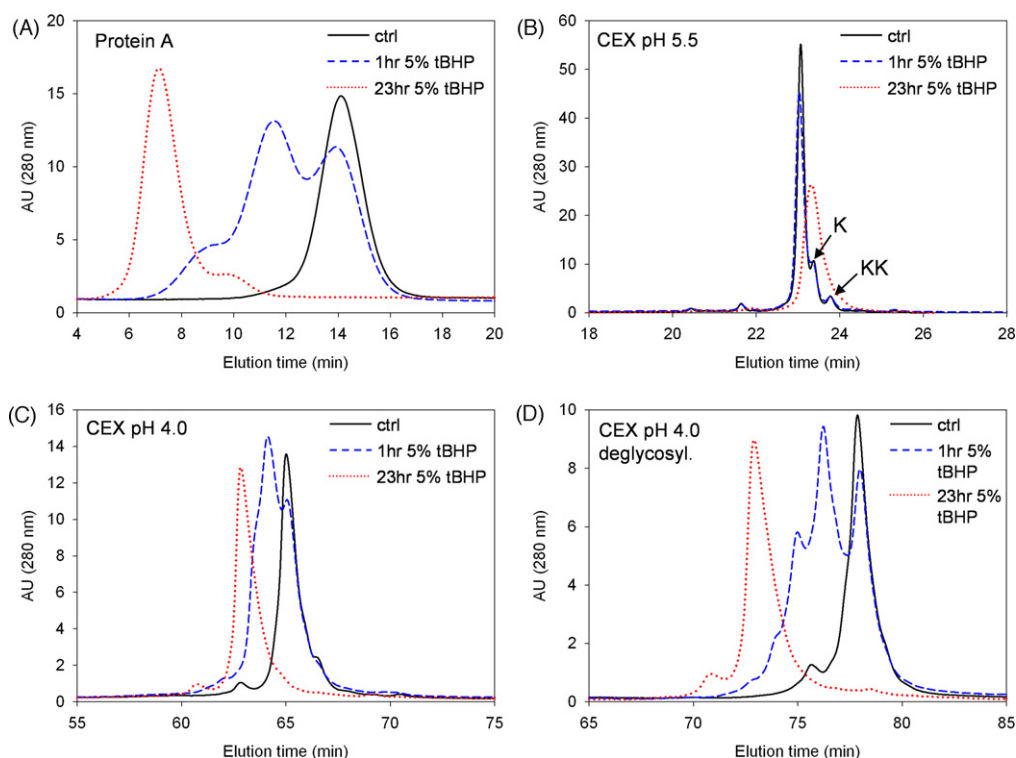 (A)
Protein A
ctrl
1hr 5% tBHP
23hr 5% tBHP
AU (280 nm)
20
15
10
5
0
4 6 8 10 12 14 16 18 20
Elution time (min)
(B)
CEX pH 5.5
ctrl
1hr 5% tBHP
23hr 5% tBHP
K
KK
AU (280 nm)
60
50
40
30
20
10
0
18 20 22 24 26 28
Elution time (min)
(C)
CEX pH 4.0
ctrl
1hr 5% tBHP
23hr 5% tBHP
AU (280 nm)
16
14
12
10
8
6
4
2
0
55 60 65 70 75
Elution time (min)
(D)
CEX pH 4.0
deglycosyl.
ctrl
1hr 5%
tBHP
23hr 5%
tBHP
AU (280 nm)
10
8
6
4
2
0
65 70 75 80 85
Elution time (min)